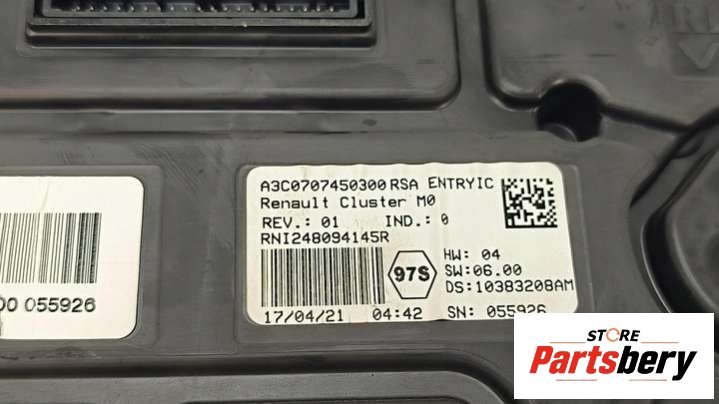 A3C0707450300 RSA ENTRYIC
Renault Cluster M0
REV.: 01 IND.: 0
RNI248094145R
HW: 04
97S
SW:06.00
DS:10383208AM
17/04/21 04:42 SN: 055926
00 055926
STORE
Partsbery